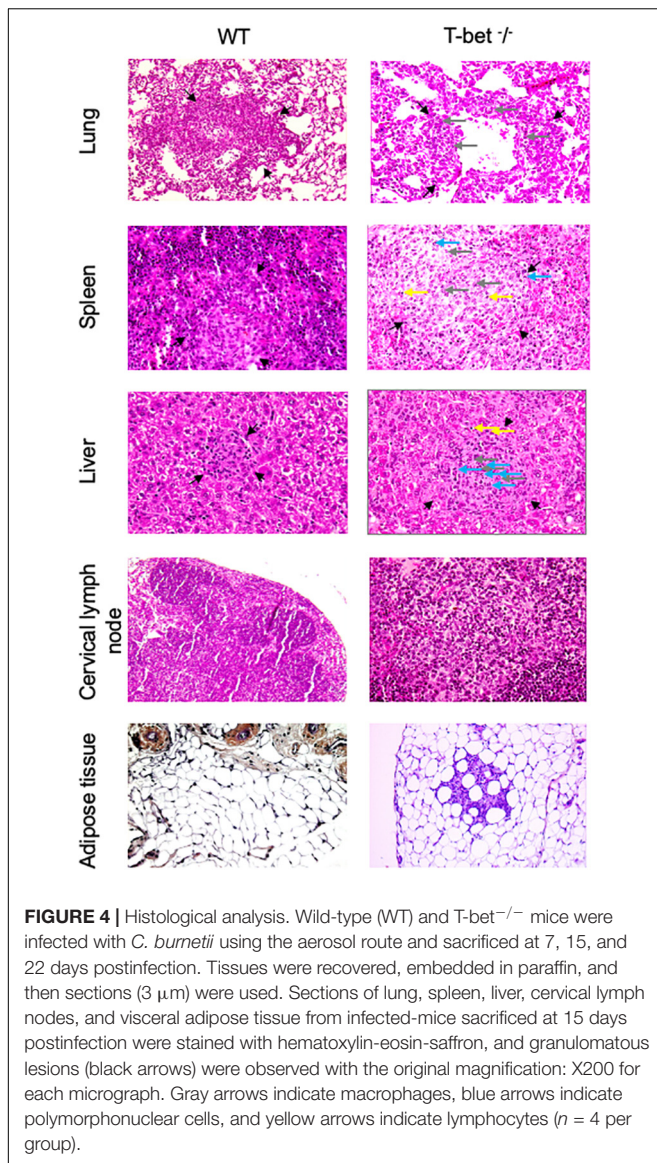 WT
T-bet -/-
Lung
Spleen
Liver
Cervical lymph
node
Adipose tissue
FIGURE 4 | Histological analysis. Wild-type (WT) and T-bet−/− mice were
infected with C. burnetii using the aerosol route and sacrificed at 7, 15, and
22 days postinfection. Tissues were recovered, embedded in paraffin, and
then sections (3 μm) were used. Sections of lung, spleen, liver, cervical lymph
nodes, and visceral adipose tissue from infected-mice sacrificed at 15 days
postinfection were stained with hematoxylin-eosin-saffron, and granulomatous
lesions (black arrows) were observed with the original magnification: X200 for
each micrograph. Gray arrows indicate macrophages, blue arrows indicate
polymorphonuclear cells, and yellow arrows indicate lymphocytes (n = 4 per
group).